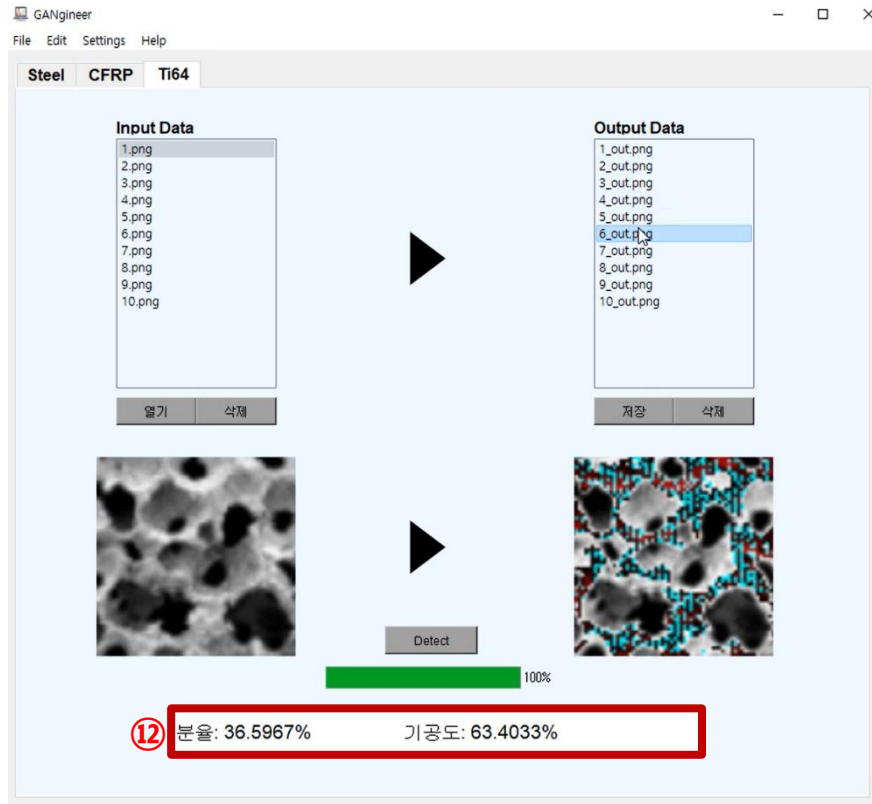 GANgineer
File Edit Settings Help
Steel CFRP Ti64
Input Data
1.png
2.png
3.png
4.png
5.png
6.png
7.png
8.png
9.png
10.png
열기 삭제
Output Data
1_out.png
2_out.png
3_out.png
4_out.png
5_out.png
6_out.png
7_out.png
8_out.png
9_out.png
10_out.png
저장 삭제
Detect
100%
⑫ 분율: 36.5967% 기공도: 63.4033%